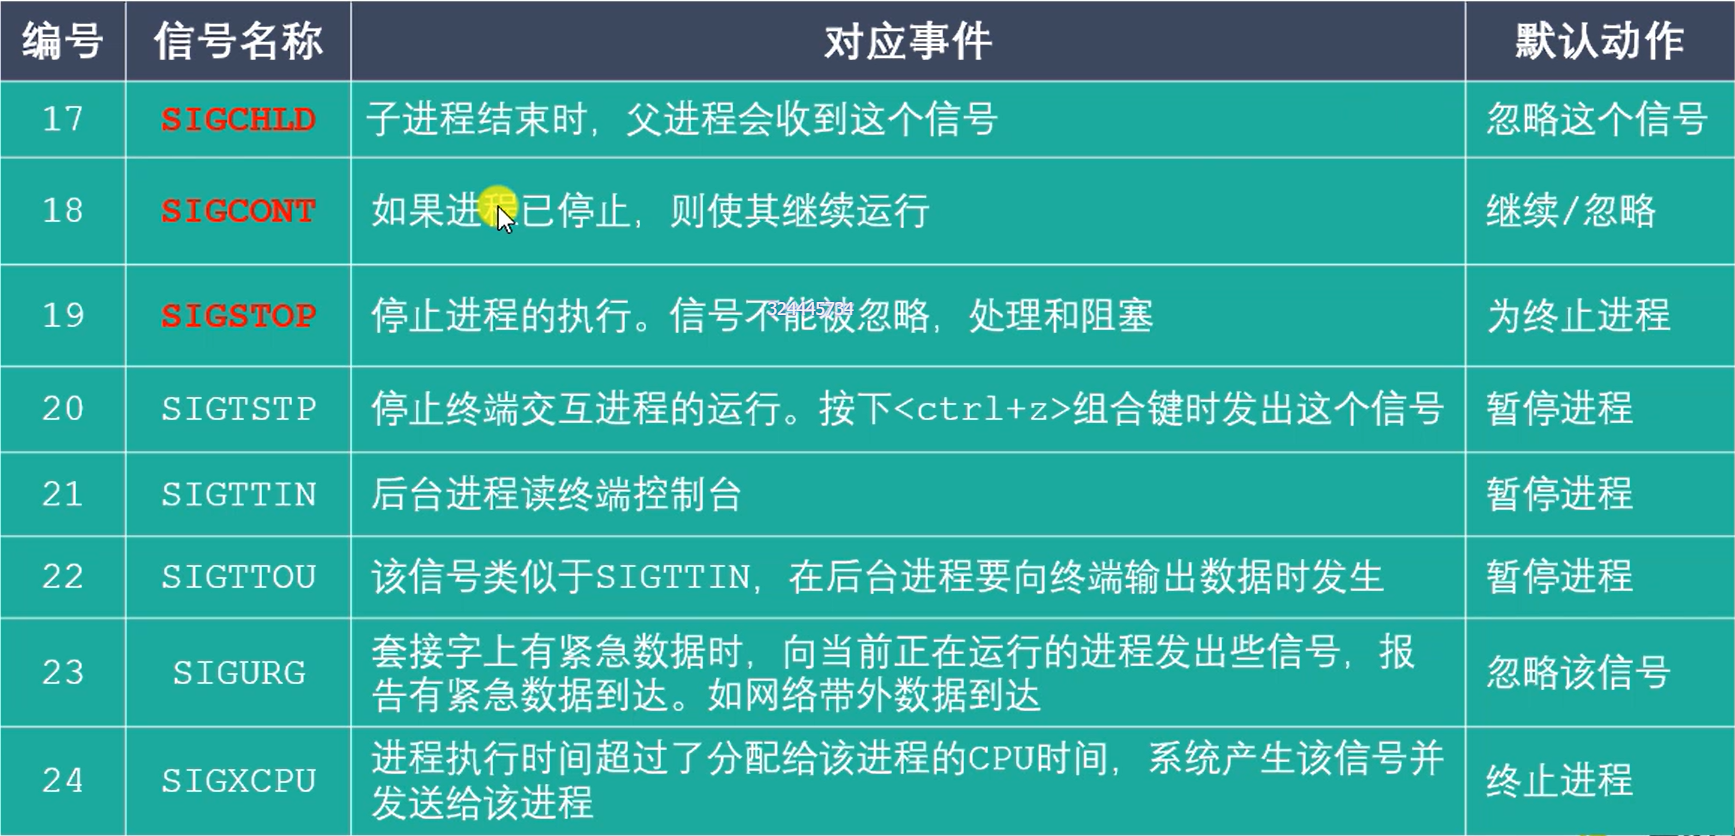 编号 信号名称 对应事件 默认动作
17 SIGCHLD 子进程结束时，父进程会收到这个信号 忽略这个信号
18 SIGCONT 如果进程已停止，则使其继续运行 继续/忽略
19 SIGSTOP 停止进程的执行。信号不能被忽略，处理和阻塞 为终止进程
324445734
20 SIGTSTP 停止终端交互进程的运行。按下<ctrl+z>组合键时发出这个信号 暂停进程
21 SIGTTIN 后台进程读终端控制台 暂停进程
22 SIGTTOU 该信号类似于SIGTTIN，在后台进程要向终端输出数据时发生 暂停进程
23 SIGURG 套接字上有紧急数据时，向当前正在运行的进程发出些信号，报
告有紧急数据到达。如网络带外数据到达 忽略该信号
24 SIGXCPU 进程执行时间超过了分配给该进程的CPU时间，系统产生该信号并
发送给该进程 终止进程